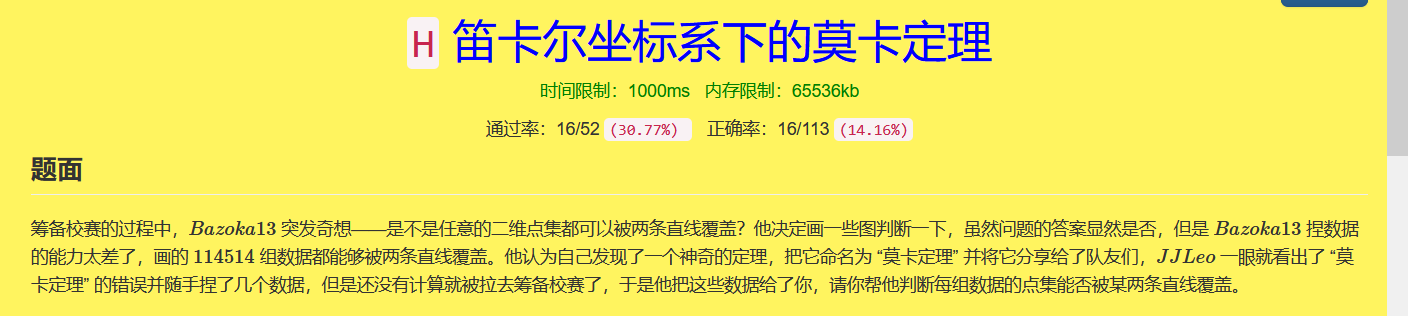 H 笛卡尔坐标系下的莫卡定理
时间限制：1000ms 内存限制：65536kb
通过率：16/52 (30.77%) 正确率：16/113 (14.16%)
题面
筹备校赛的过程中，Bazoka13 突发奇想——是不是任意的二维点集都可以被两条直线覆盖？他决定画一些图判断一下，虽然问题的答案显然是否，但是 Bazoka13 捏数据
的能力太差了，画的 114514 组数据都能够被两条直线覆盖。他认为自己发现了一个神奇的定理，把它命名为 “莫卡定理” 并将它分享给了队友们，JJLeo 一眼就看出了 “莫
卡定理” 的错误并随手捏了几个数据，但是还没有计算就被拉去筹备校赛了，于是他把这些数据给了你，请你帮他判断每组数据的点集能否被某两条直线覆盖。